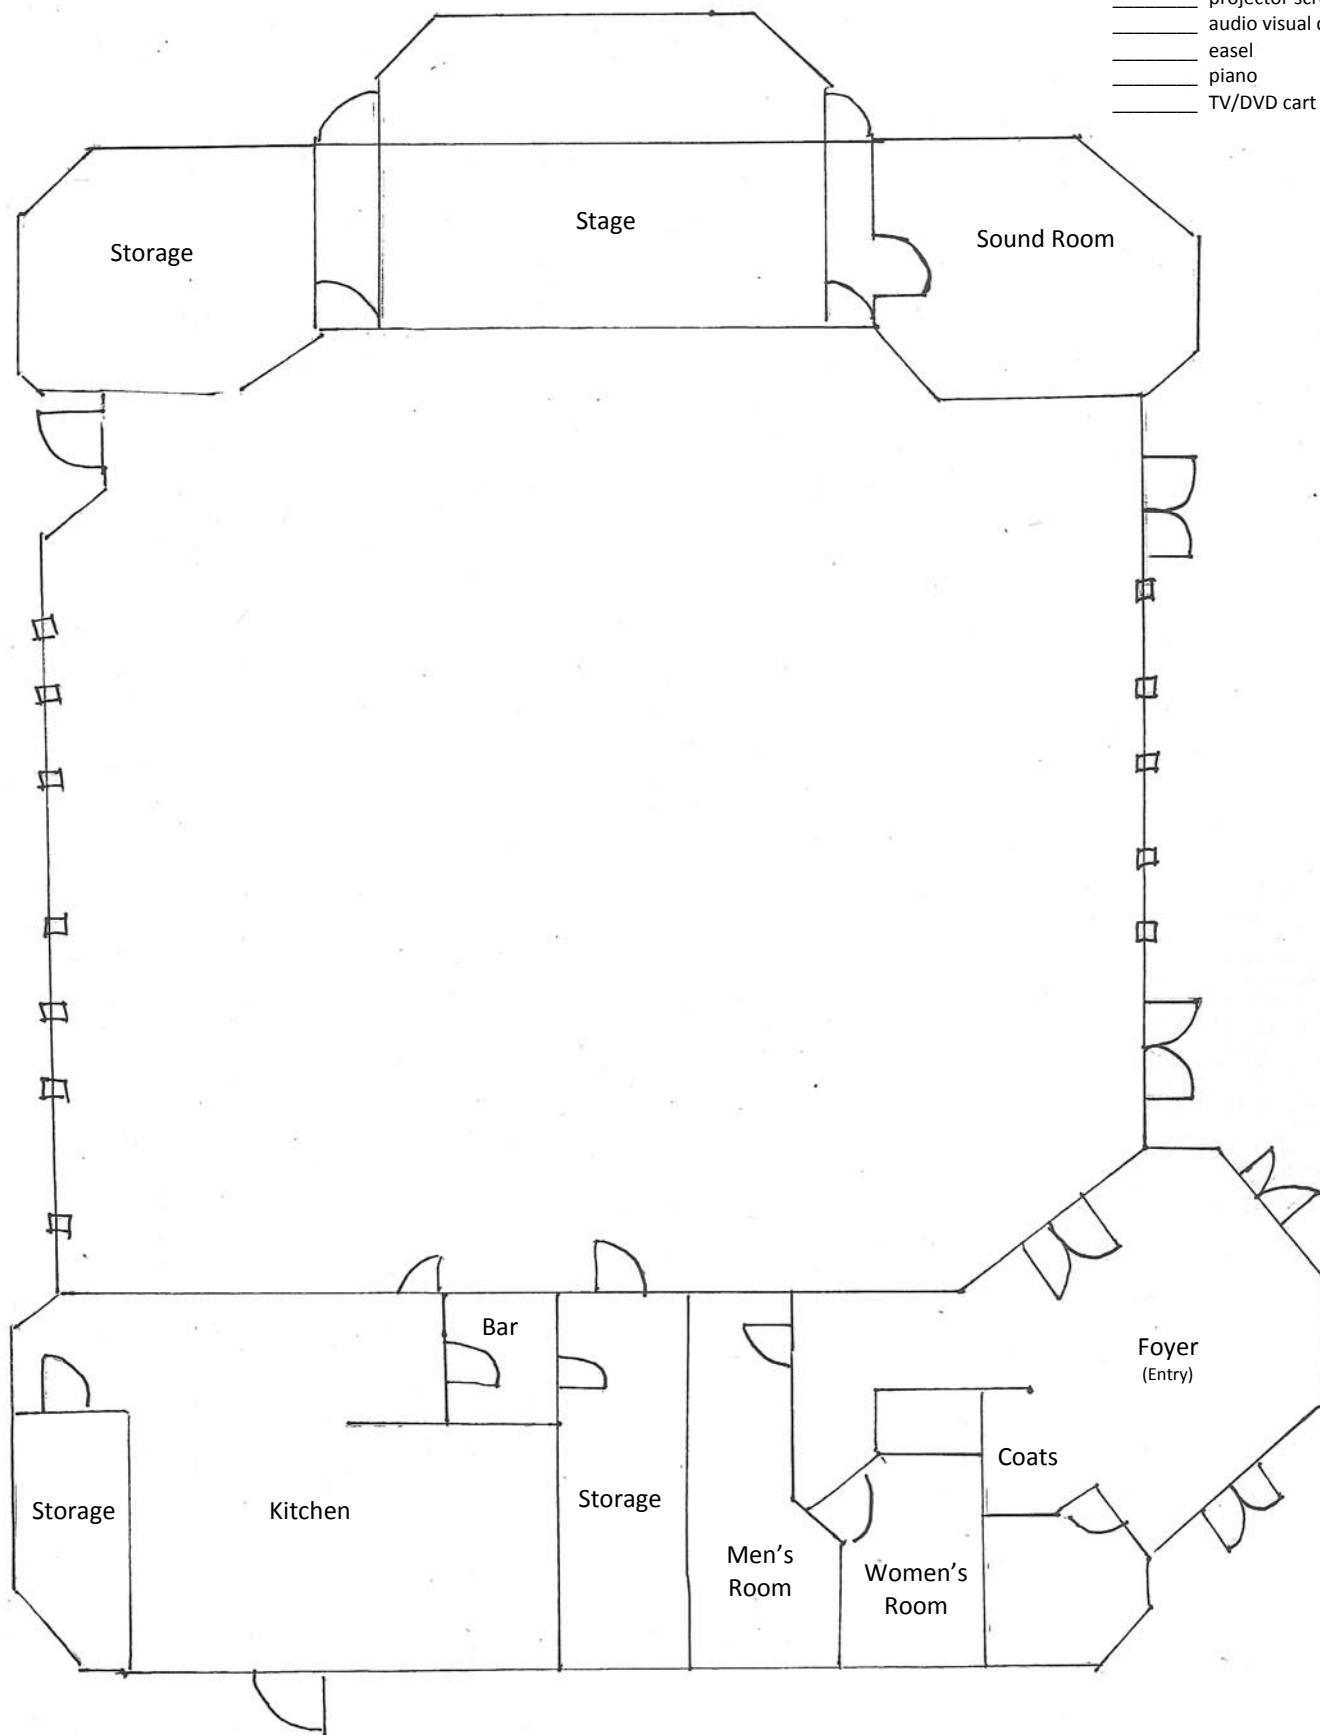 projector
audio visual
easel
piano
TV/DVD cart
Stage
Storage
Sound Room
Bar
Foyer
(Entry)
Coats
Storage
Kitchen
Storage
Men's
Room
Women's
Room